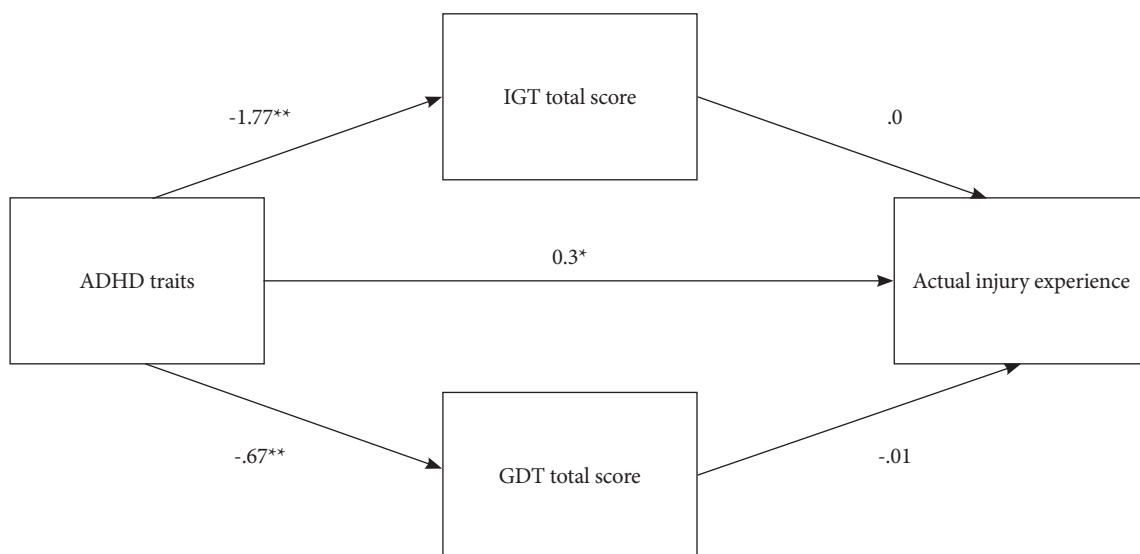 IGT total score
-1.77**
.0
0.3*
ADHD traits
Actual injury experience
-.67**
-.01
GDT total score